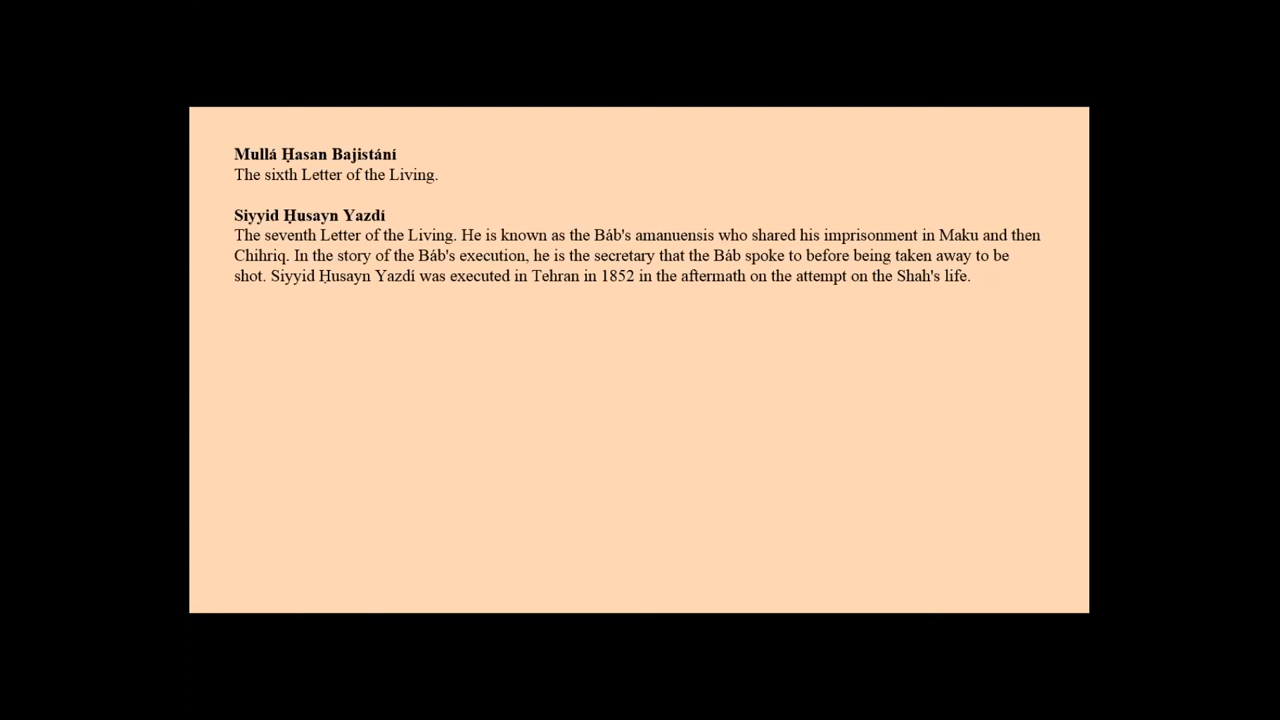 Mullá Ḥasan Bajistání
The sixth Letter of the Living.
Siyyid Ḥusayn Yazdí
The seventh Letter of the Living. He is known as the Báb's amanuensis who shared his imprisonment in Maku and then
Chihriq. In the story of the Báb's execution, he is the secretary that the Báb spoke to before being taken away to be
shot. Siyyid Ḥusayn Yazdí was executed in Tehran in 1852 in the aftermath on the attempt on the Shah's life.